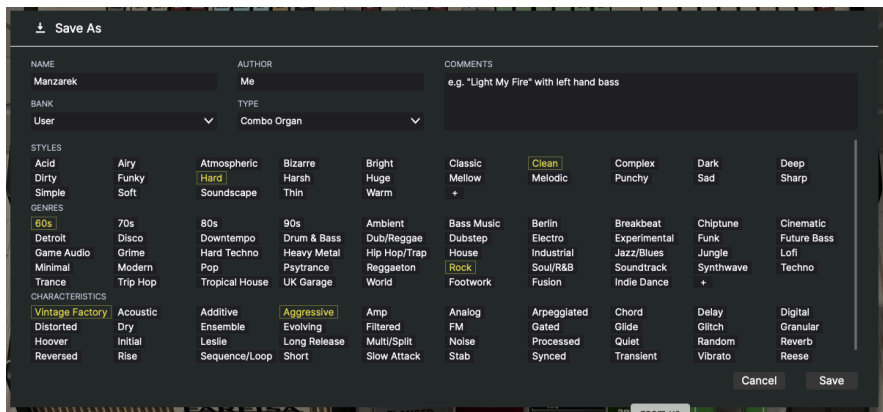 Save As
NAME AUTHOR COMMENTS
Manzarek Me e.g. "Light My Fire" with left hand bass
BANK TYPE
User Combo Organ
STYLES
Acid Airy Atmospheric Bizarre Bright Classic Clean Complex Dark Deep
Dirty Funky Hard Harsh Huge Mellow Melodic Punchy Sad Sharp
Simple Soft Soundscape Thin Warm +
GENRES
60s 70s 80s 90s Ambient Bass Music Berlin Breakbeat Chiptune Cinematic
Detroit Disco Downtempo Drum & Bass Dub/Reggae Dubstep Electro Experimental Funk Future Bass
Game Audio Grime Hard Techno Heavy Metal Hip Hop/Trap House Industrial Jazz/Blues Jungle Lofi
Minimal Modern Pop Psytrance Reggaeton Rock Soul/R&B Soundtrack Synthwave Techno
Trance Trip Hop Tropical House UK Garage World Footwork Fusion Indie Dance +
CHARACTERISTICS
Vintage Factory Acoustic Additive Aggressive Amp Analog Arpeggiated Chord Delay Digital
Distorted Dry Ensemble Evolving Filtered FM Gated Glide Glitch Granular
Hoover Initial Leslie Long Release Multi/Split Noise Processed Quiet Random Reverb
Reversed Rise Sequence/Loop Short Slow Attack Stab Synced Transient Vibrato Reese
Cancel Save